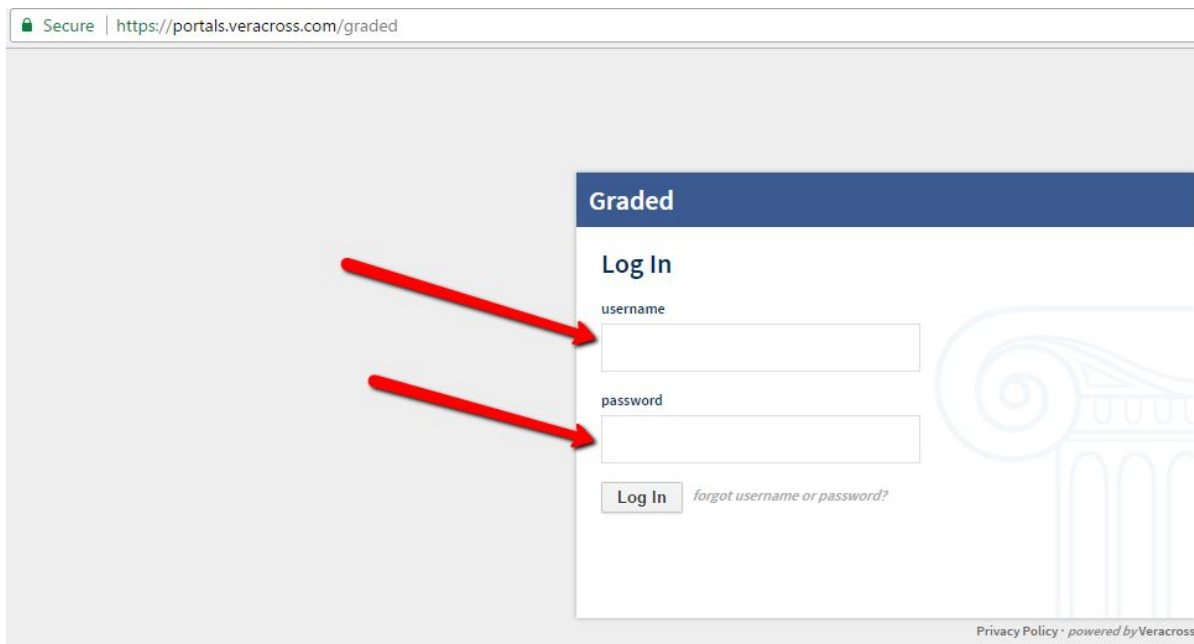 Secure | https://portals.veracross.com/graded
Graded
Log In
username
password
Log In forgot username or password?
Privacy Policy · powered by Veracross